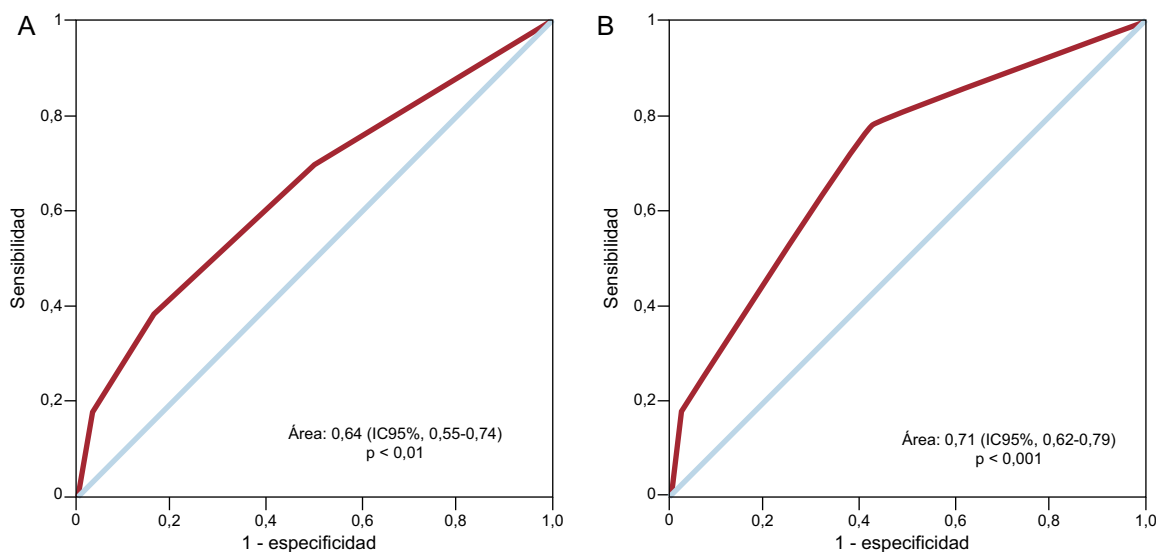 A
1
0,8
0,6
0,4
0,2
0
Sensibilidad
Área: 0,64 (IC95%, 0,55-0,74)
p < 0,01
0
0,2
0,4
0,6
0,8
1,0
1 - especificidad
B
1
0,8
0,6
0,4
0,2
0
Sensibilidad
Área: 0,71 (IC95%, 0,62-0,79)
p < 0,001
0
0,2
0,4
0,6
0,8
1,0
1 - especificidad